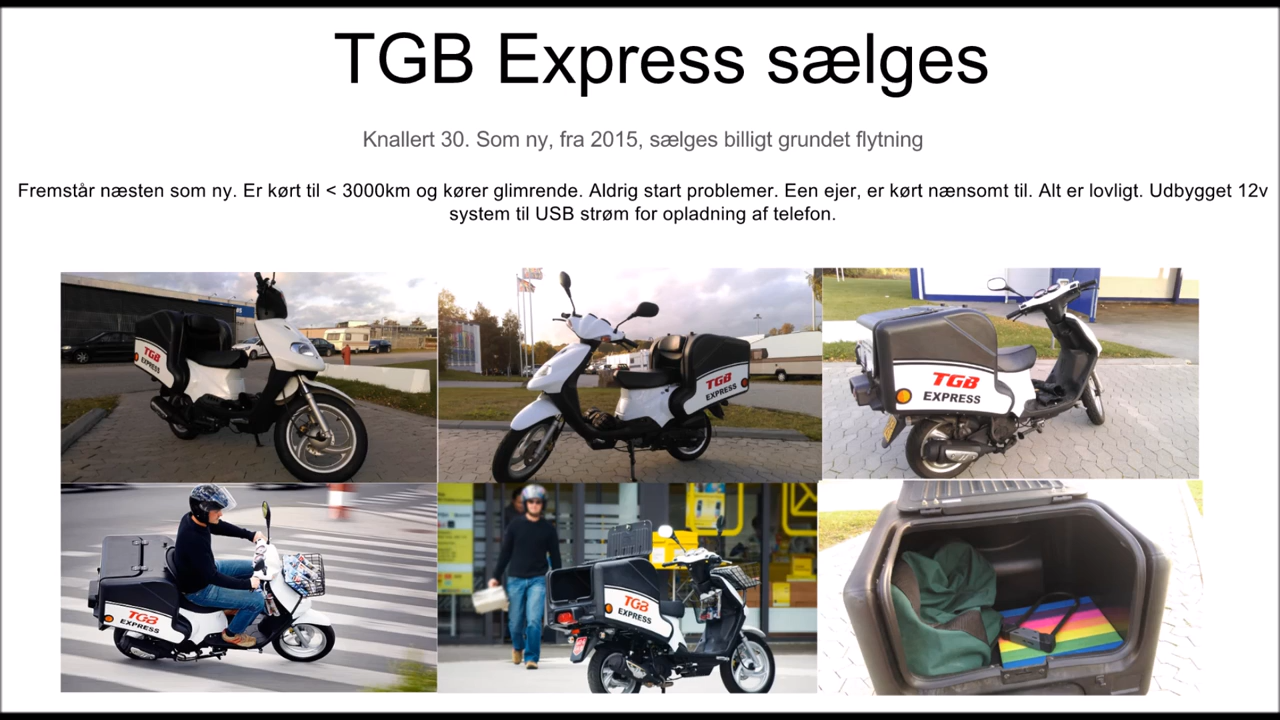 TGB Express sælges
Knallert 30. Som ny, fra 2015, sælges billigt grundet flytning
Fremstår næsten som ny. Er kørt til < 3000km og kører glimrende. Aldrig start problemer. Een ejer, er kørt nænsomt til. Alt er lovligt. Udbygget 12v
system til USB strøm for opladning af telefon.
TGB
EXPRESS
TGB
EXPRESS
TGB
EXPRESS
TGB
EXPRESS
TGB
EXPRESS